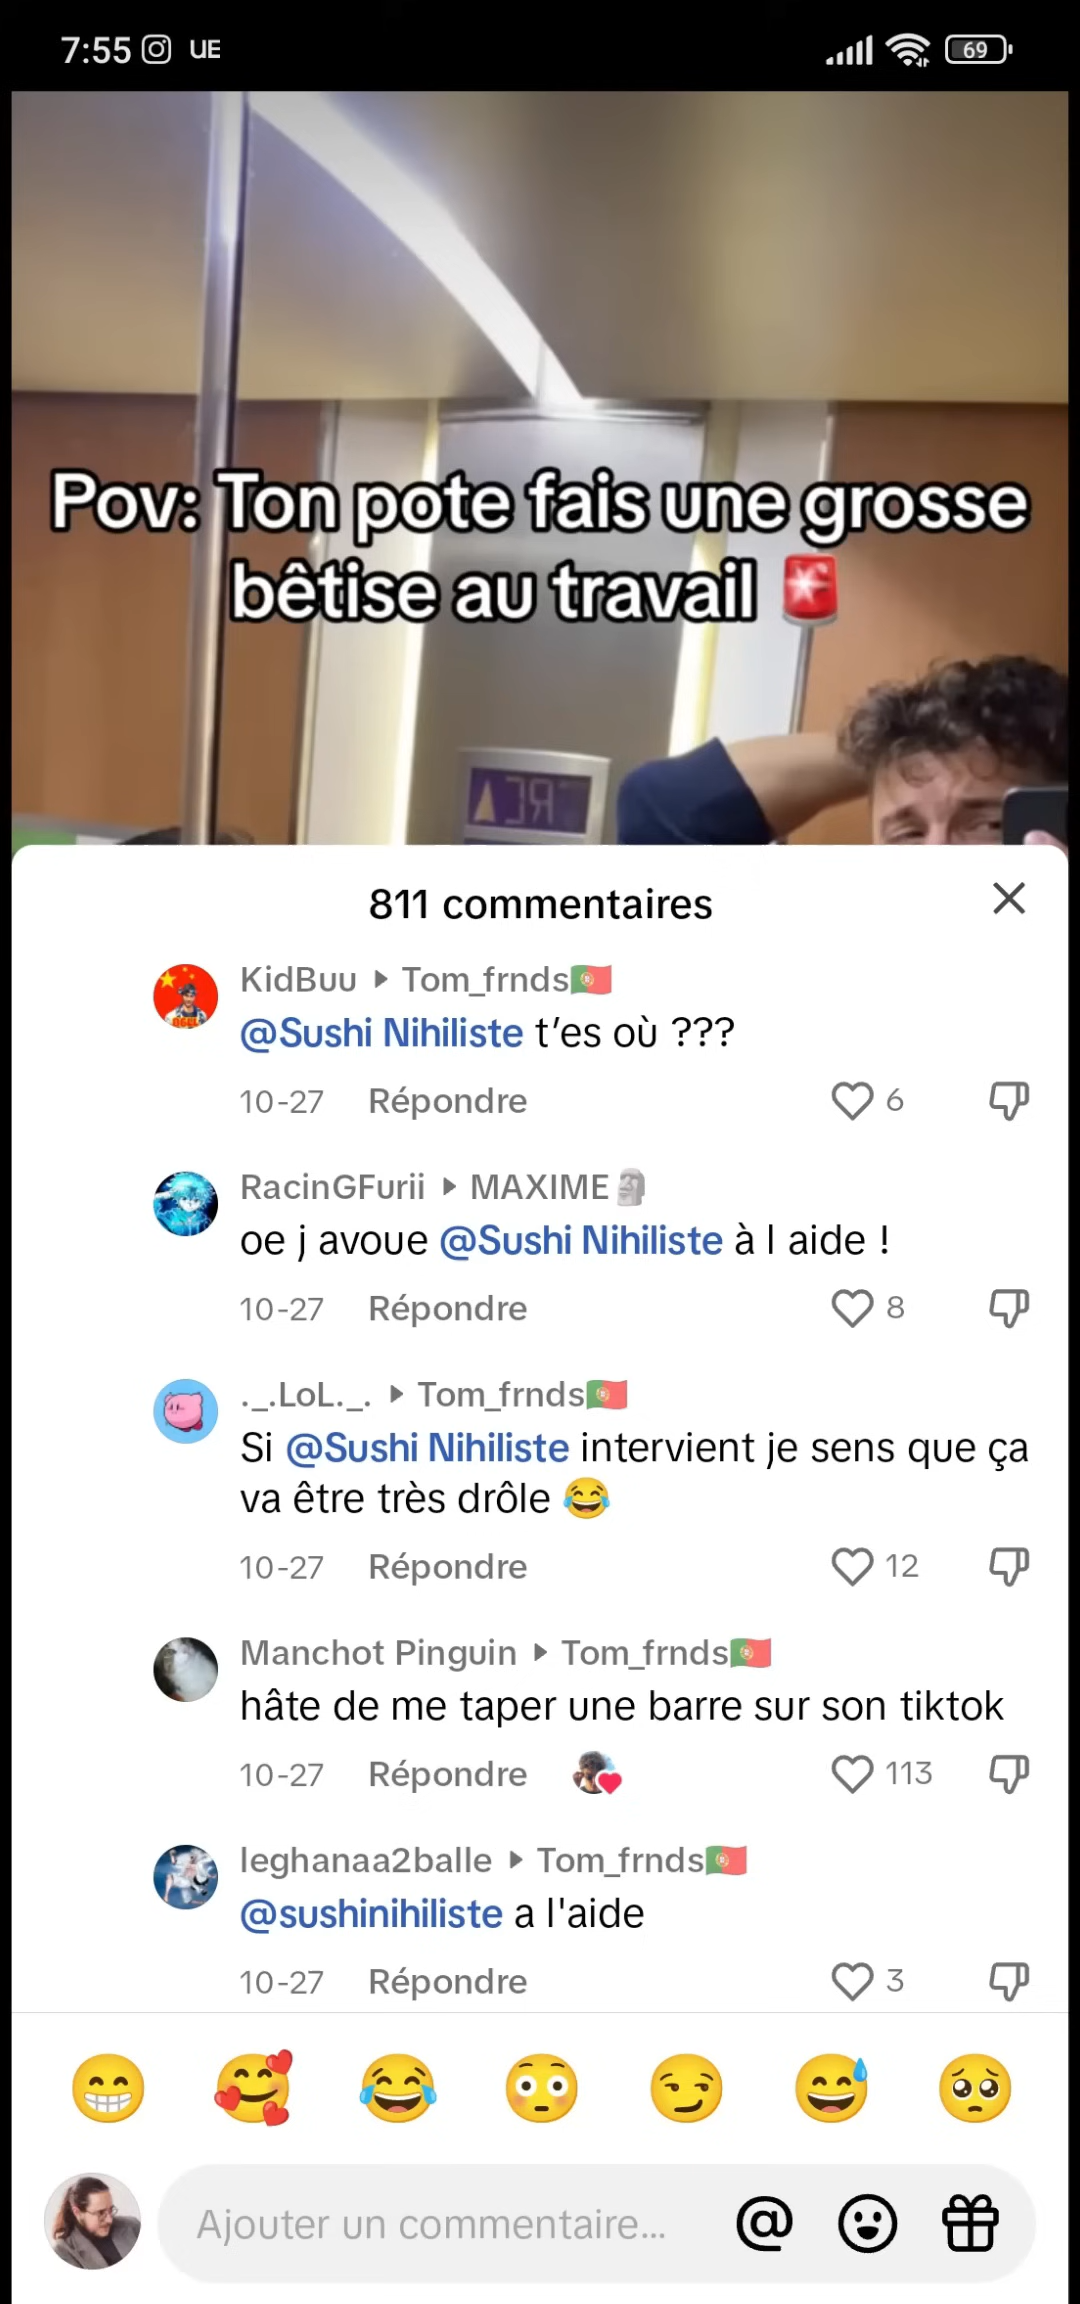 7:55 UE 69
Pov: Ton pote fais une grosse
bêtise au travail 🚨
811 commentaires
KidBuu ▸ Tom_frnds🇵🇹
@Sushi Nihiliste t’es où ???
10-27 Répondre 6
RacinGFurii ▸ MAXIME🗿
oe j avoue @Sushi Nihiliste à l aide !
10-27 Répondre 8
._.LoL._. ▸ Tom_frnds🇵🇹
Si @Sushi Nihiliste intervient je sens que ça
va être très drôle 😂
10-27 Répondre 12
Manchot Pinguin ▸ Tom_frnds🇵🇹
hâte de me taper une barre sur son tiktok
10-27 Répondre 113
leghanaa2balle ▸ Tom_frnds🇵🇹
@sushinihiliste a l'aide
10-27 Répondre 3
😁 🥰 😂 😳 😏 😅 🥺
Ajouter un commentaire... @